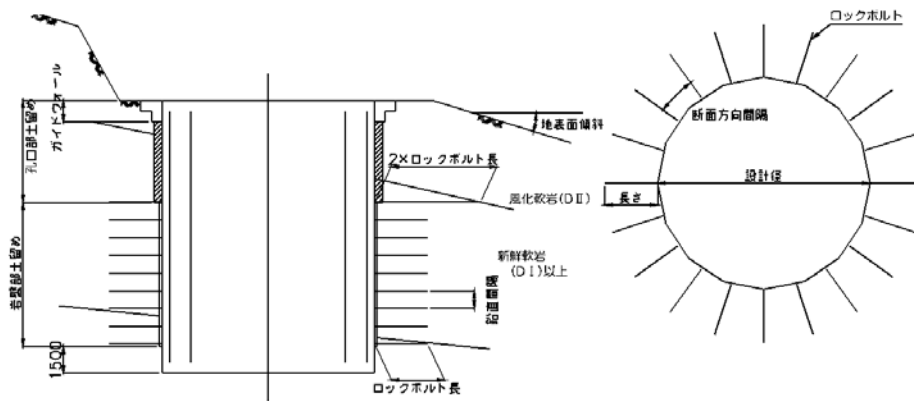 ガイドウォール
孔口部土留め
岩盤部土留め
1500
地表面傾斜
2×ロックボルト長
風化軟岩(DⅡ)
新鮮軟岩
(DⅠ)以上
鉛直間隔
ロックボルト長
ロックボルト
断面方向間隔
設計径
長さ